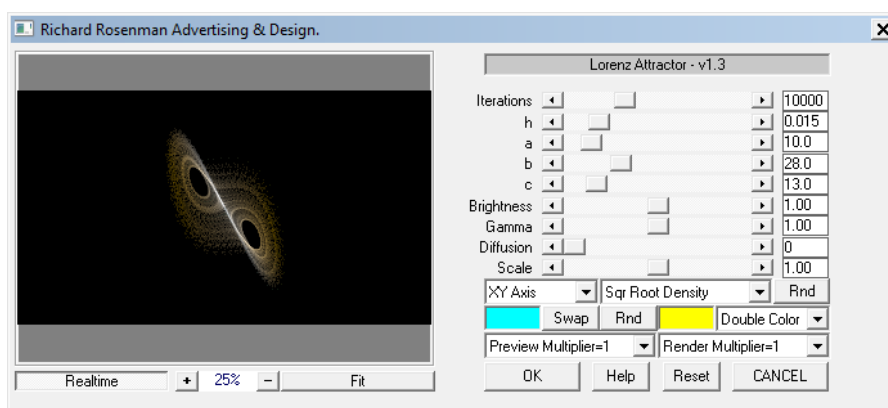 Richard Rosenman Advertising & Design.
Lorenz Attractor - v1.3
Iterations 10000
h 0.015
a 10.0
b 28.0
c 13.0
Brightness 1.00
Gamma 1.00
Diffusion 0
Scale 1.00
XY Axis Sqr Root Density Rnd
Swap Rnd Double Color
Preview Multiplier=1 Render Multiplier=1
Realtime + 25% - Fit OK Help Reset CANCEL